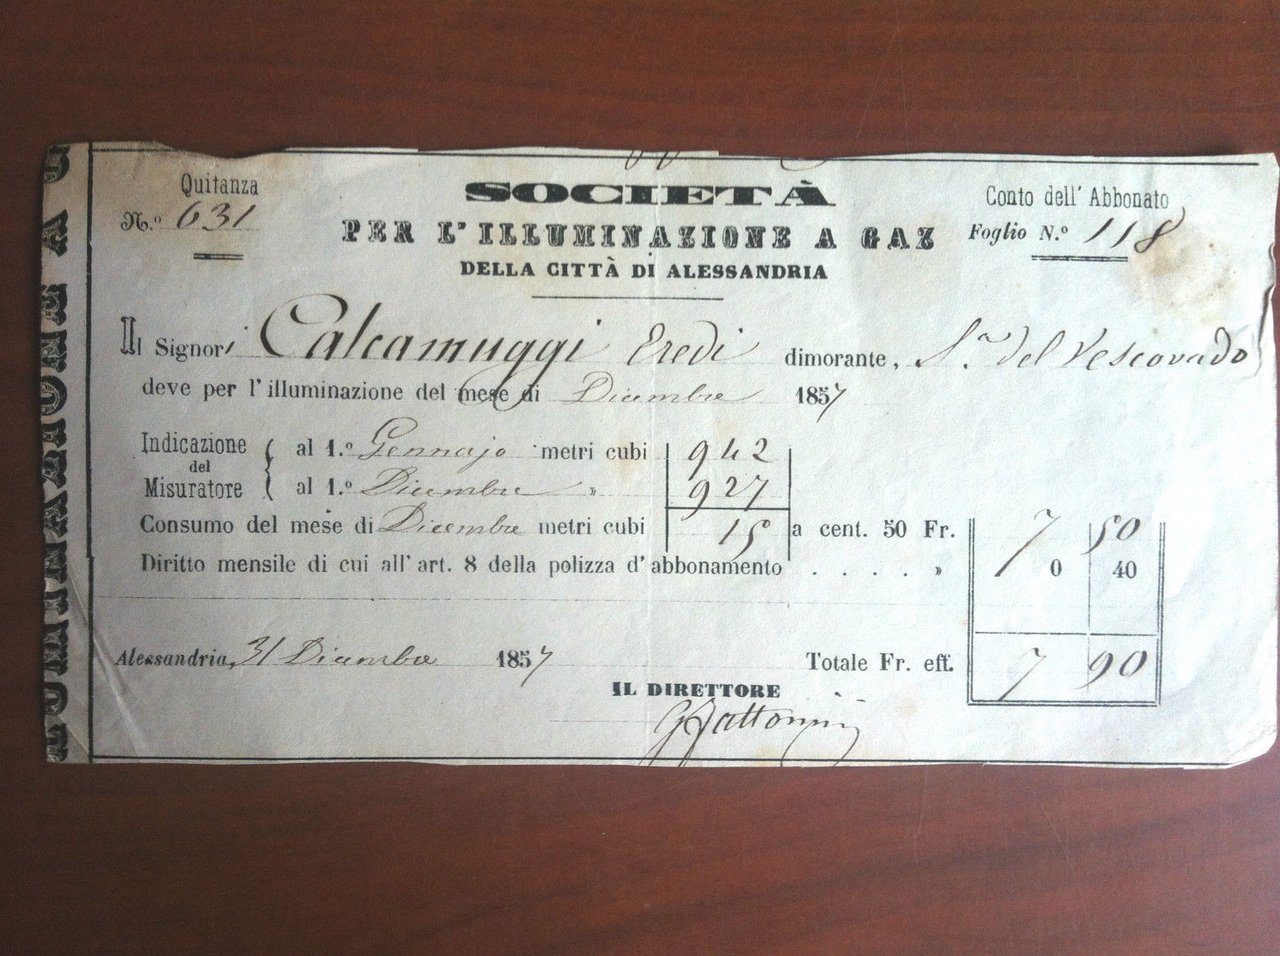 Quitanza
N.º 631
SOCIETÀ
PER L'ILLUMINAZIONE A GAZ
DELLA CITTÀ DI ALESSANDRIA
Conto dell' Abbonato
Foglio N.º 118
Il Signori Calcamuggi Eredi dimorante, S.ª del Vescovado
deve per l'illuminazione del mese di Dicembre 1857
Indicazione del Misuratore
al 1.º Gennajo metri cubi 942
al 1.º Dicembre » 927
Consumo del mese di Dicembre metri cubi 15 a cent. 50 Fr. 7 50
Diritto mensile di cui all'art. 8 della polizza d'abbonamento . . . . . » 0 40
Alessandria, 31 Dicembre 1857
Totale Fr. eff. 7 90
IL DIRETTORE
LUMINAZIONE A G